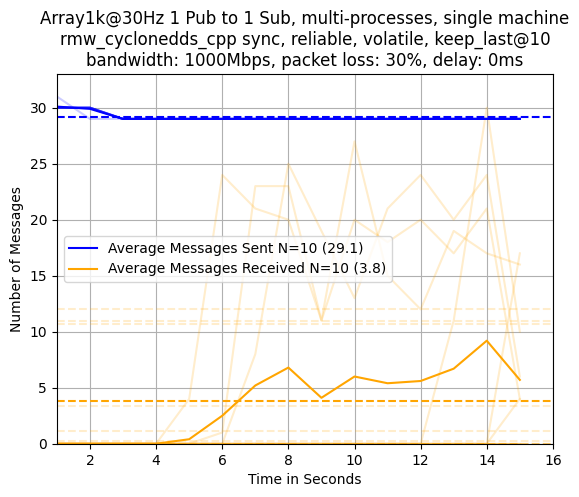 Array1k@30Hz 1 Pub to 1 Sub, multi-processes, single machine
rmw_cyclonedds_cpp sync, reliable, volatile, keep_last@10
bandwidth: 1000Mbps, packet loss: 30%, delay: 0ms
30
25
20
15
10
5
0
Number of Messages
Average Messages Sent N=10 (29.1)
Average Messages Received N=10 (3.8)
2 4 6 8 10 12 14 16
Time in Seconds